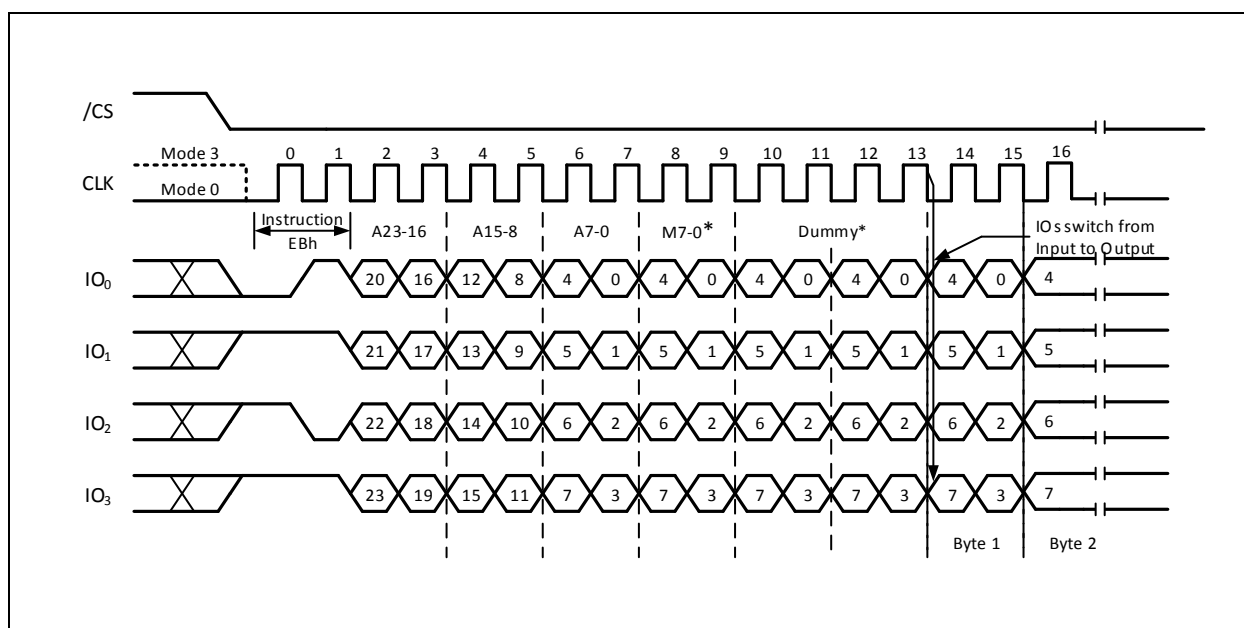 /CS
Mode 3 0 1 2 3 4 5 6 7 8 9 10 11 12 13 14 15 16
CLK
Mode 0
Instruction A23-16 A15-8 A7-0 M7-0* Dummy* IOs switch from
EBh Input to Output
IO0 20 16 12 8 4 0 4 0 4 0 4 0 4 0 4
IO1 21 17 13 9 5 1 5 1 5 1 5 1 5 1 5
IO2 22 18 14 10 6 2 6 2 6 2 6 2 6 2 6
IO3 23 19 15 11 7 3 7 3 7 3 7 3 7 3 7
Byte 1 Byte 2